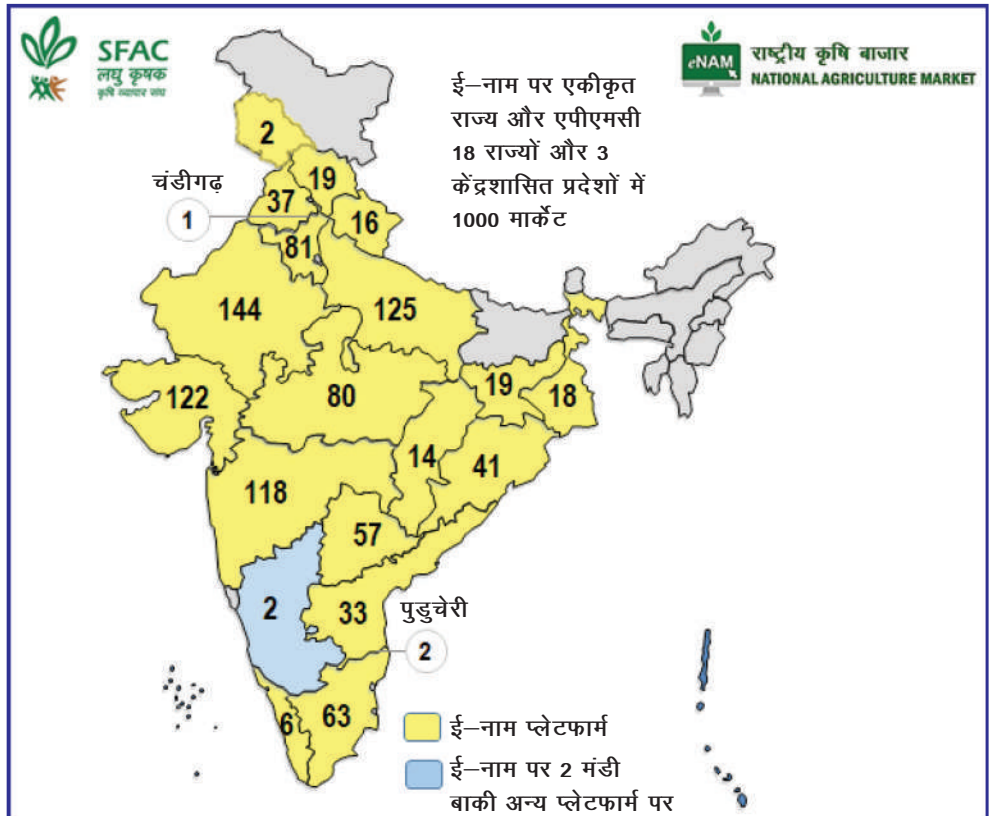 SFAC
लघु कृषक
कृषि व्यापार संघ
eNAM
राष्ट्रीय कृषि बाजार
NATIONAL AGRICULTURE MARKET
ई–नाम पर एकीकृत
राज्य और एपीएमसी
18 राज्यों और 3
केंद्रशासित प्रदेशों में
1000 मार्केट
2
19
चंडीगढ़
37
1
16
81
144
125
122
80
19
18
14
41
118
57
2
33
पुडुचेरी
2
6
63
ई–नाम प्लेटफार्म
ई–नाम पर 2 मंडी
बाकी अन्य प्लेटफार्म पर